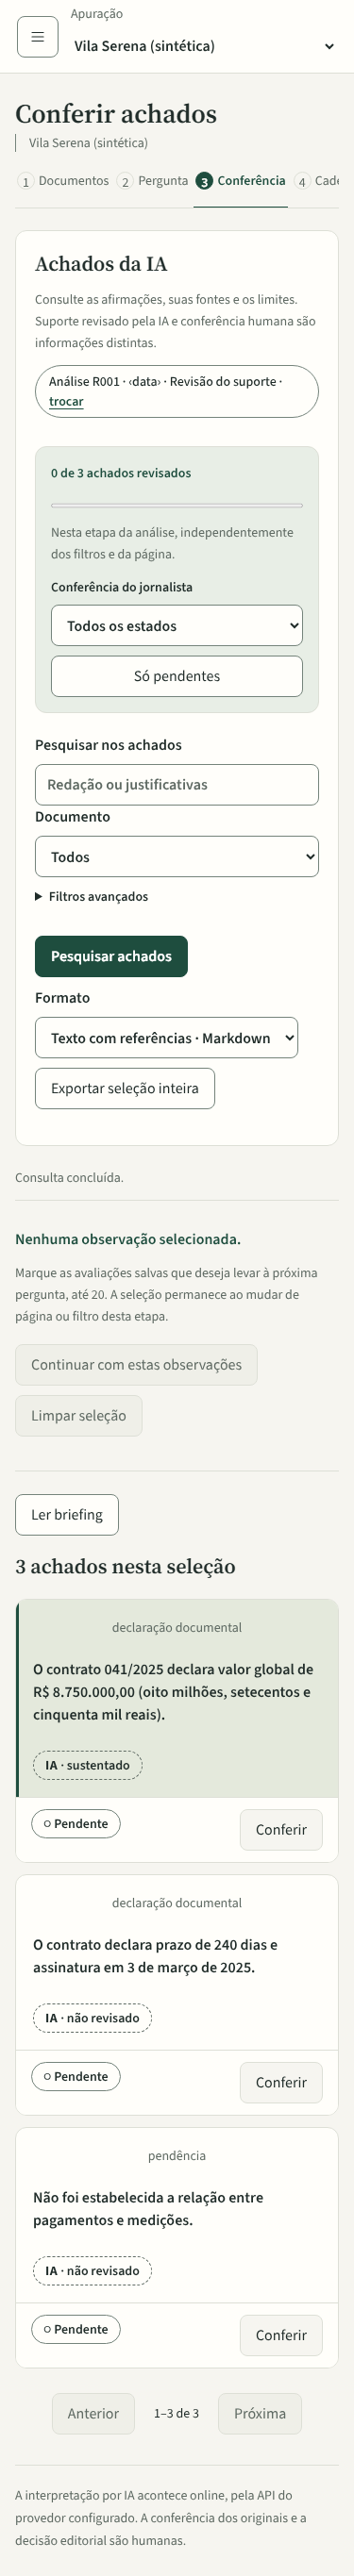 Apuração
Vila Serena (sintética)
Conferir achados
Vila Serena (sintética)
1 Documentos 2 Pergunta 3 Conferência 4 Cade
Achados da IA
Consulte as afirmações, suas fontes e os limites.
Suporte revisado pela IA e conferência humana são
informações distintas.
Análise R001 · ‹data› · Revisão do suporte ·
trocar
0 de 3 achados revisados
Nesta etapa da análise, independentemente
dos filtros e da página.
Conferência do jornalista
Todos os estados
Só pendentes
Pesquisar nos achados
Redação ou justificativas
Documento
Todos
Filtros avançados
Pesquisar achados
Formato
Texto com referências · Markdown
Exportar seleção inteira
Consulta concluída.
Nenhuma observação selecionada.
Marque as avaliações salvas que deseja levar à próxima
pergunta, até 20. A seleção permanece ao mudar de
página ou filtro desta etapa.
Continuar com estas observações
Limpar seleção
Ler briefing
3 achados nesta seleção
declaração documental
O contrato 041/2025 declara valor global de
R$ 8.750.000,00 (oito milhões, setecentos e
cinquenta mil reais).
IA · sustentado
Pendente
Conferir
declaração documental
O contrato declara prazo de 240 dias e
assinatura em 3 de março de 2025.
IA · não revisado
Pendente
Conferir
pendência
Não foi estabelecida a relação entre
pagamentos e medições.
IA · não revisado
Pendente
Conferir
Anterior
1–3 de 3
Próxima
A interpretação por IA acontece online, pela API do
provedor configurado. A conferência dos originais e a
decisão editorial são humanas.